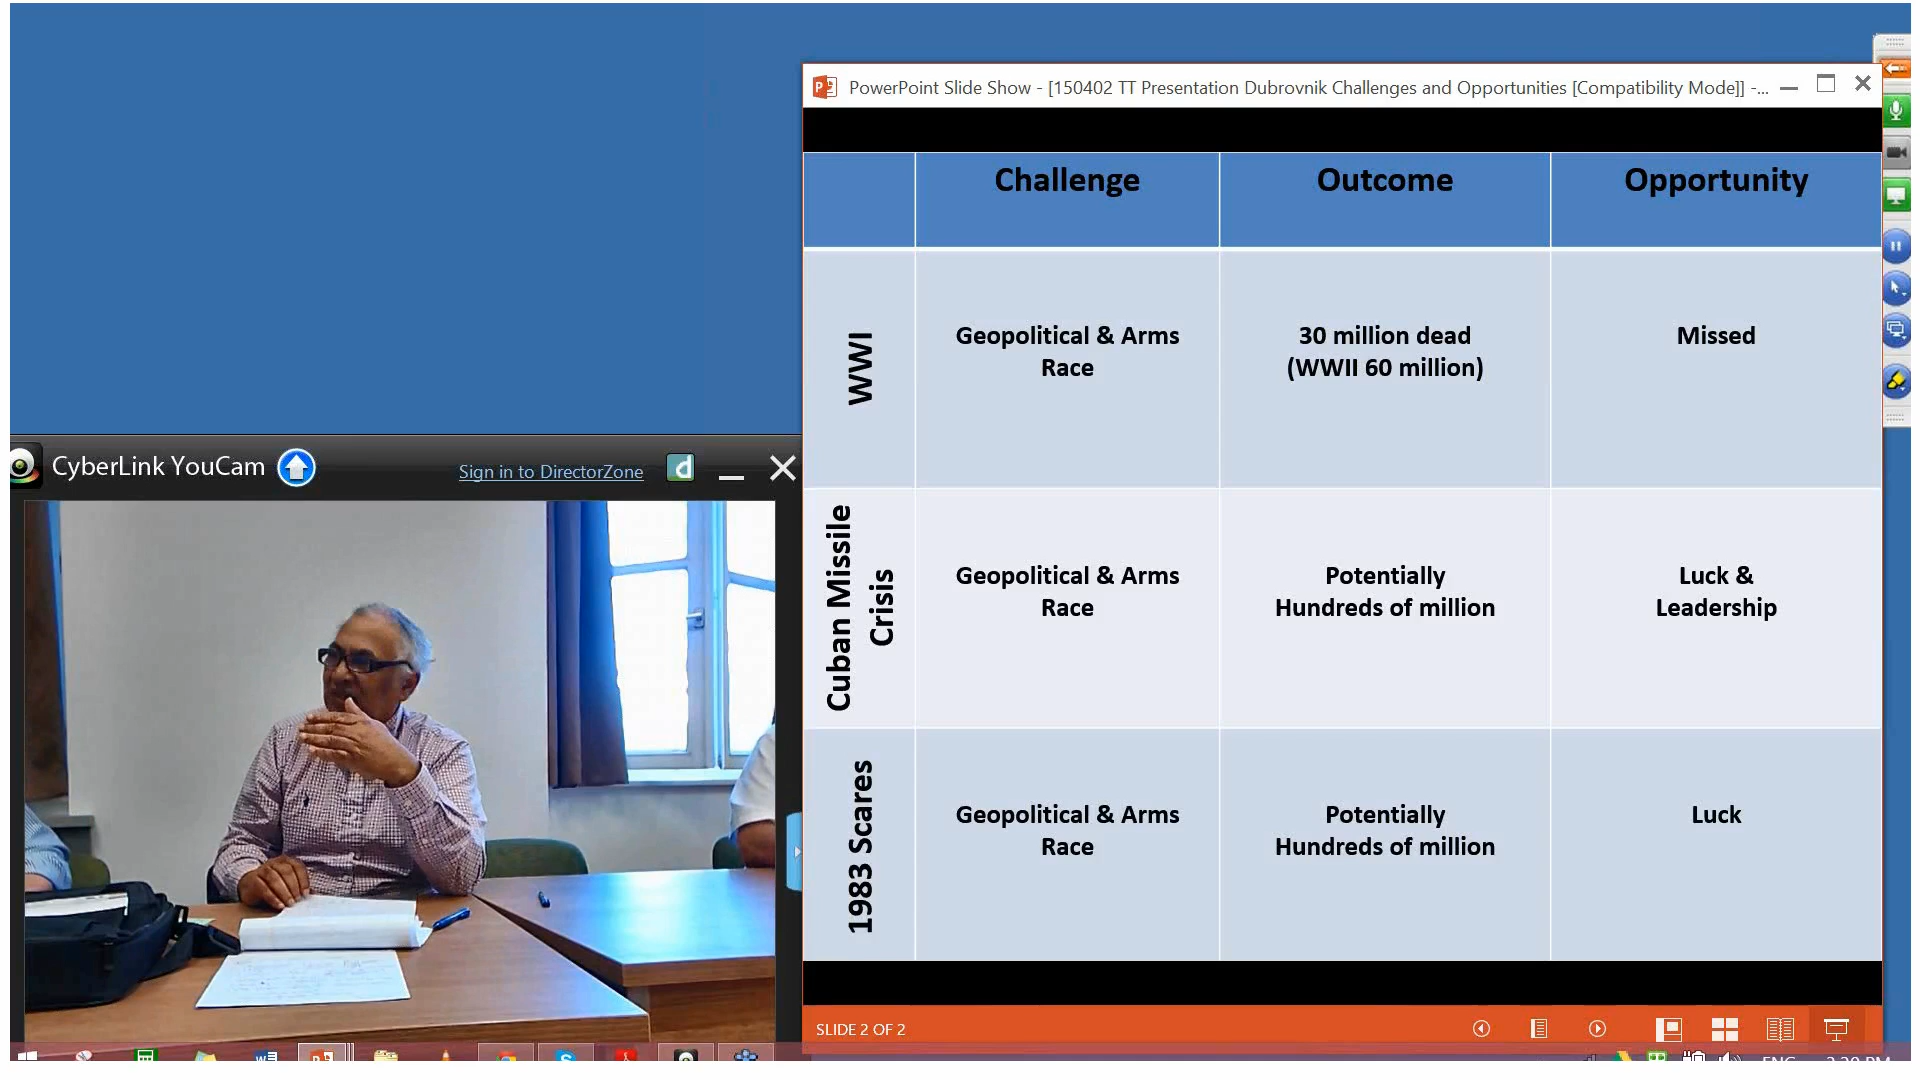 PowerPoint Slide Show - [150402 TT Presentation Dubrovnik Challenges and Opportunities [Compatibility Mode]] -...
Challenge
Outcome
Opportunity
WWI
Geopolitical & Arms
Race
30 million dead
(WWII 60 million)
Missed
Cuban Missile
Crisis
Geopolitical & Arms
Race
Potentially
Hundreds of million
Luck &
Leadership
1983 Scares
Geopolitical & Arms
Race
Potentially
Hundreds of million
Luck
SLIDE 2 OF 2
CyberLink YouCam
Sign in to DirectorZone